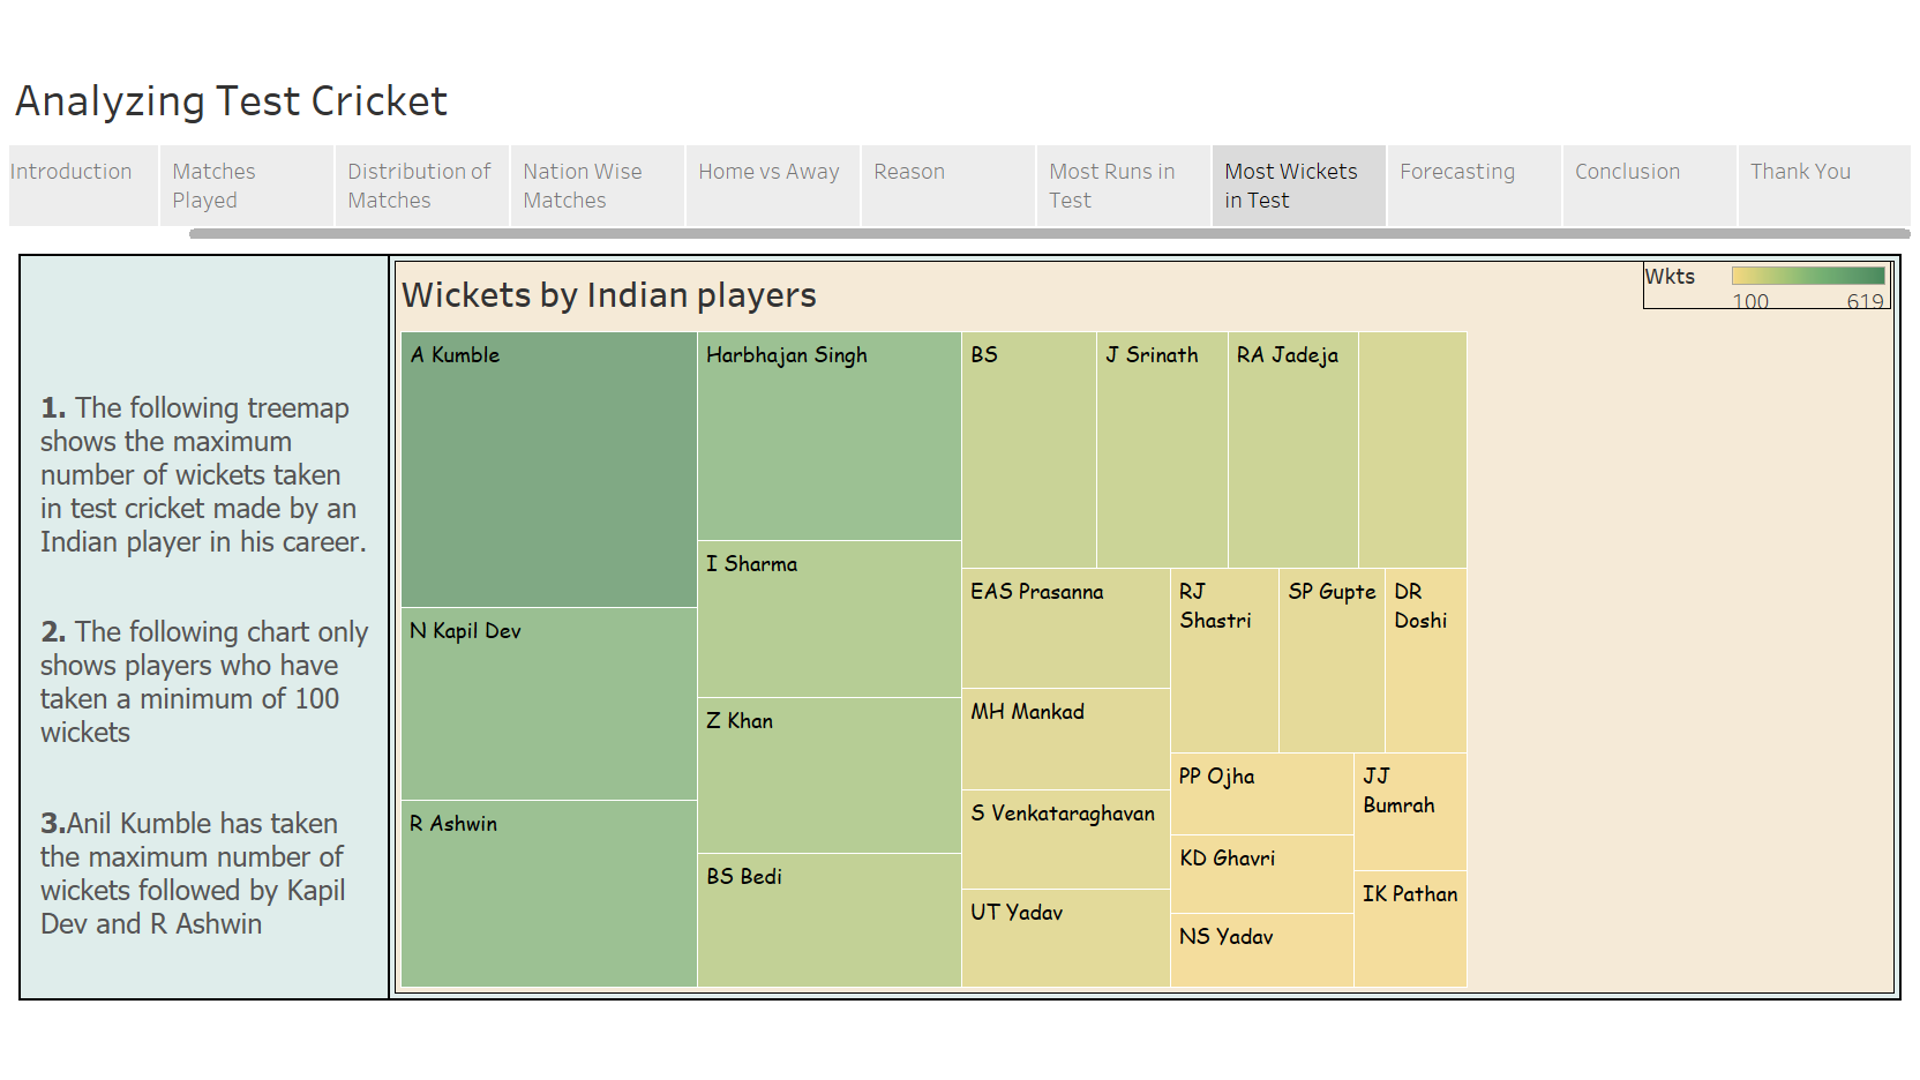 Analyzing Test Cricket
Introduction
Matches
Played
Distribution of
Matches
Nation Wise
Matches
Home vs Away
Reason
Most Runs in
Test
Most Wickets
in Test
Forecasting
Conclusion
Thank You
1. The following treemap
shows the maximum
number of wickets taken
in test cricket made by an
Indian player in his career.
2. The following chart only
shows players who have
taken a minimum of 100
wickets
3.Anil Kumble has taken
the maximum number of
wickets followed by Kapil
Dev and R Ashwin
Wickets by Indian players
Wkts
100 619
A Kumble
N Kapil Dev
R Ashwin
Harbhajan Singh
I Sharma
Z Khan
BS Bedi
BS
J Srinath
RA Jadeja
EAS Prasanna
MH Mankad
S Venkataraghavan
UT Yadav
RJ
Shastri
SP Gupte
DR
Doshi
PP Ojha
KD Ghavri
NS Yadav
JJ
Bumrah
IK Pathan